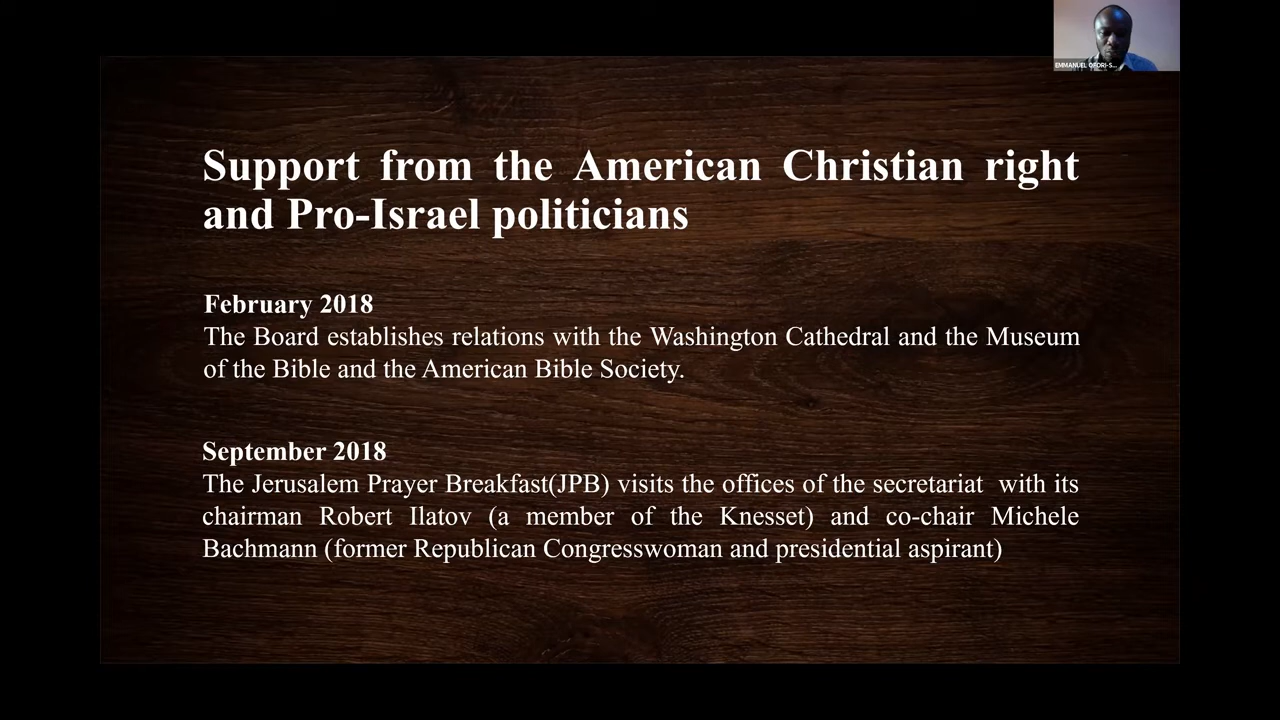 EMMANUEL OFORI-S...
Support from the American Christian right
and Pro-Israel politicians
February 2018
The Board establishes relations with the Washington Cathedral and the Museum
of the Bible and the American Bible Society.
September 2018
The Jerusalem Prayer Breakfast(JPB) visits the offices of the secretariat with its
chairman Robert Ilatov (a member of the Knesset) and co-chair Michele
Bachmann (former Republican Congresswoman and presidential aspirant)